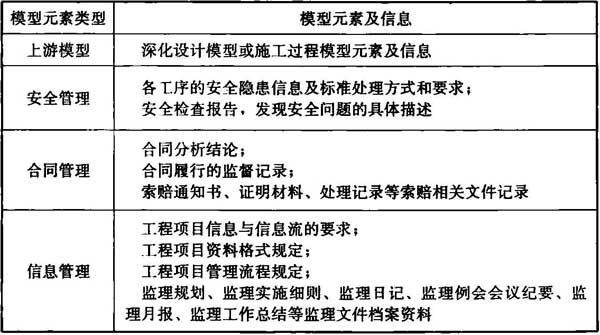 模型元素类型 模型元素及信息
上游模型 深化设计模型或施工过程模型元素及信息
安全管理 各工序的安全隐患信息及标准处理方式和要求；
安全检查报告，发现安全问题的具体描述
合同分析结论；
合同管理 合同履行的监督记录；
索赔通知书、证明材料、处理记录等索赔相关文件记录
工程项目信息与信息流的要求；
工程项目资料格式规定；
信息管理 工程项目管理流程规定；
监理规划、监理实施细则、监理日记、监理例会会议纪要、监
理月报、监理工作总结等监理文件档案资料